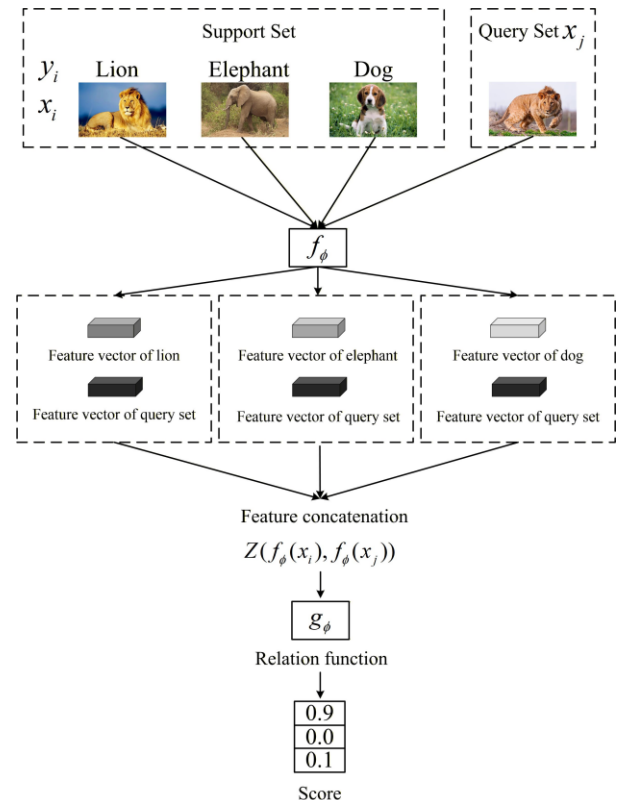 Support Set
Query Set x_j
y_i Lion Elephant Dog
x_i
f_ϕ
Feature vector of lion
Feature vector of query set
Feature vector of elephant
Feature vector of query set
Feature vector of dog
Feature vector of query set
Feature concatenation
Z(f_ϕ(x_i), f_ϕ(x_j))
g_ϕ
Relation function
0.9
0.0
0.1
Score